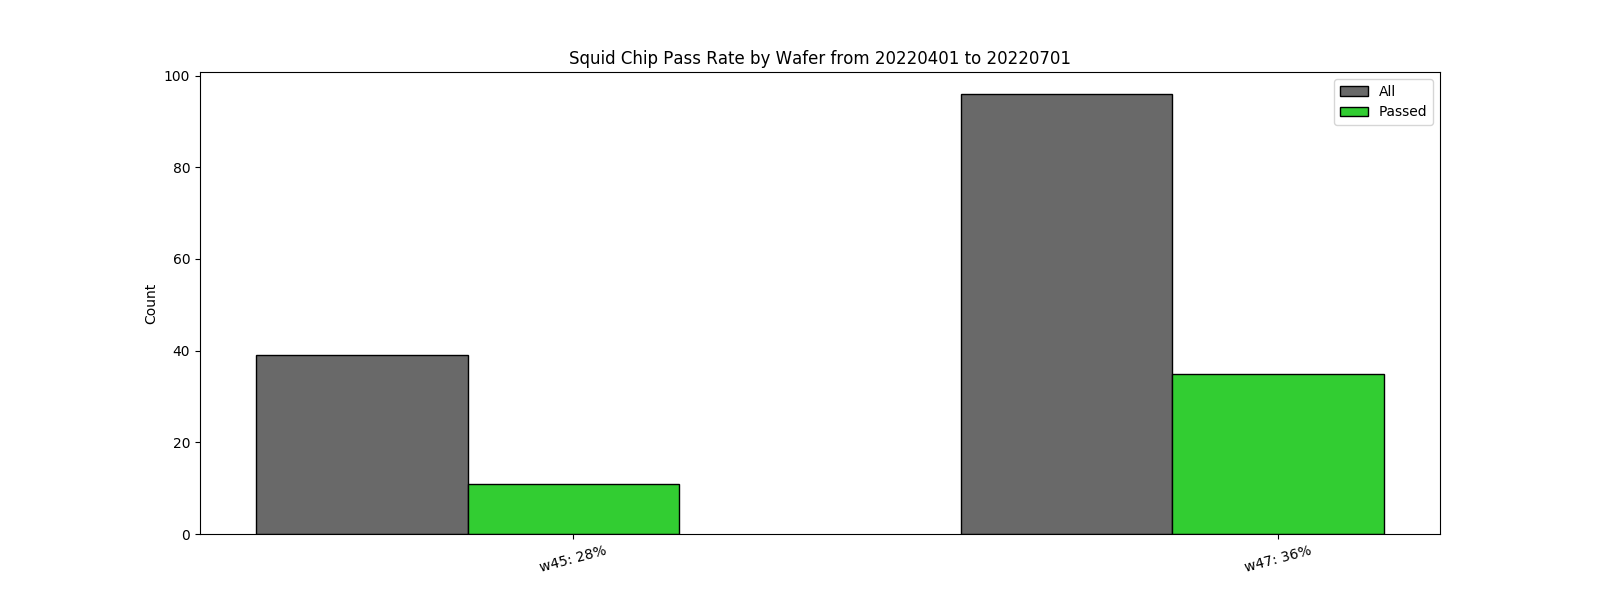 Squid Chip Pass Rate by Wafer from 20220401 to 20220701
100
80
60
40
20
0
Count
All
Passed
w45: 28%
w47: 36%